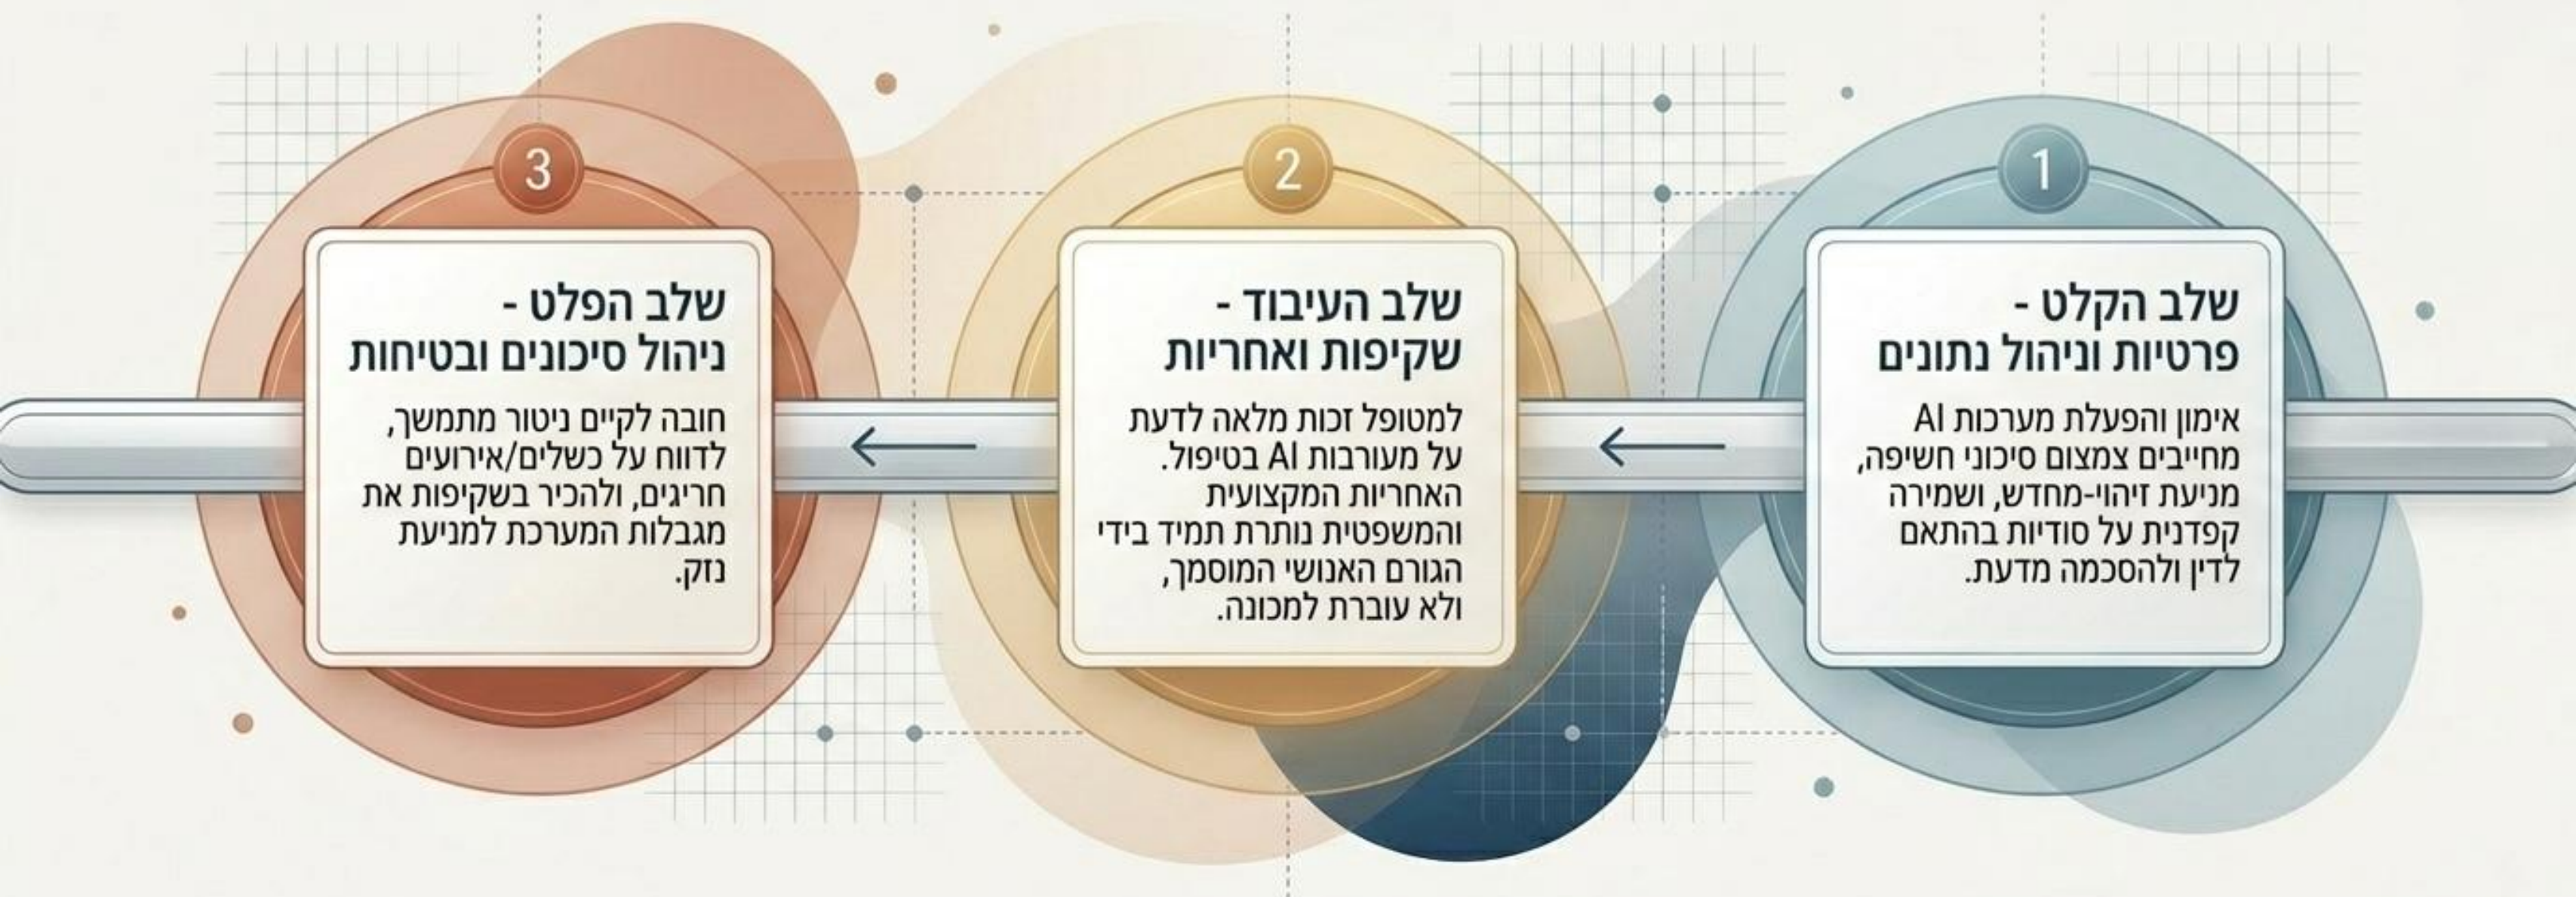 1
שלב הקלט -
פרטיות וניהול נתונים
אימון והפעלת מערכות AI
מחייבים צמצום סיכוני חשיפה,
מניעת זיהוי-מחדש, ושמירה
קפדנית על סודיות בהתאם
לדין ולהסכמה מדעת.
2
שלב העיבוד -
שקיפות ואחריות
למטופל זכות מלאה לדעת
על מעורבות AI בטיפול.
האחריות המקצועית
והמשפטית נותרת תמיד בידי
הגורם האנושי המוסמך,
ולא עוברת למכונה.
3
שלב הפלט -
ניהול סיכונים ובטיחות
חובה לקיים ניטור מתמשך,
לדווח על כשלים/אירועים
חריגים, ולהכיר בשקיפות את
מגבלות המערכת למניעת
נזק.